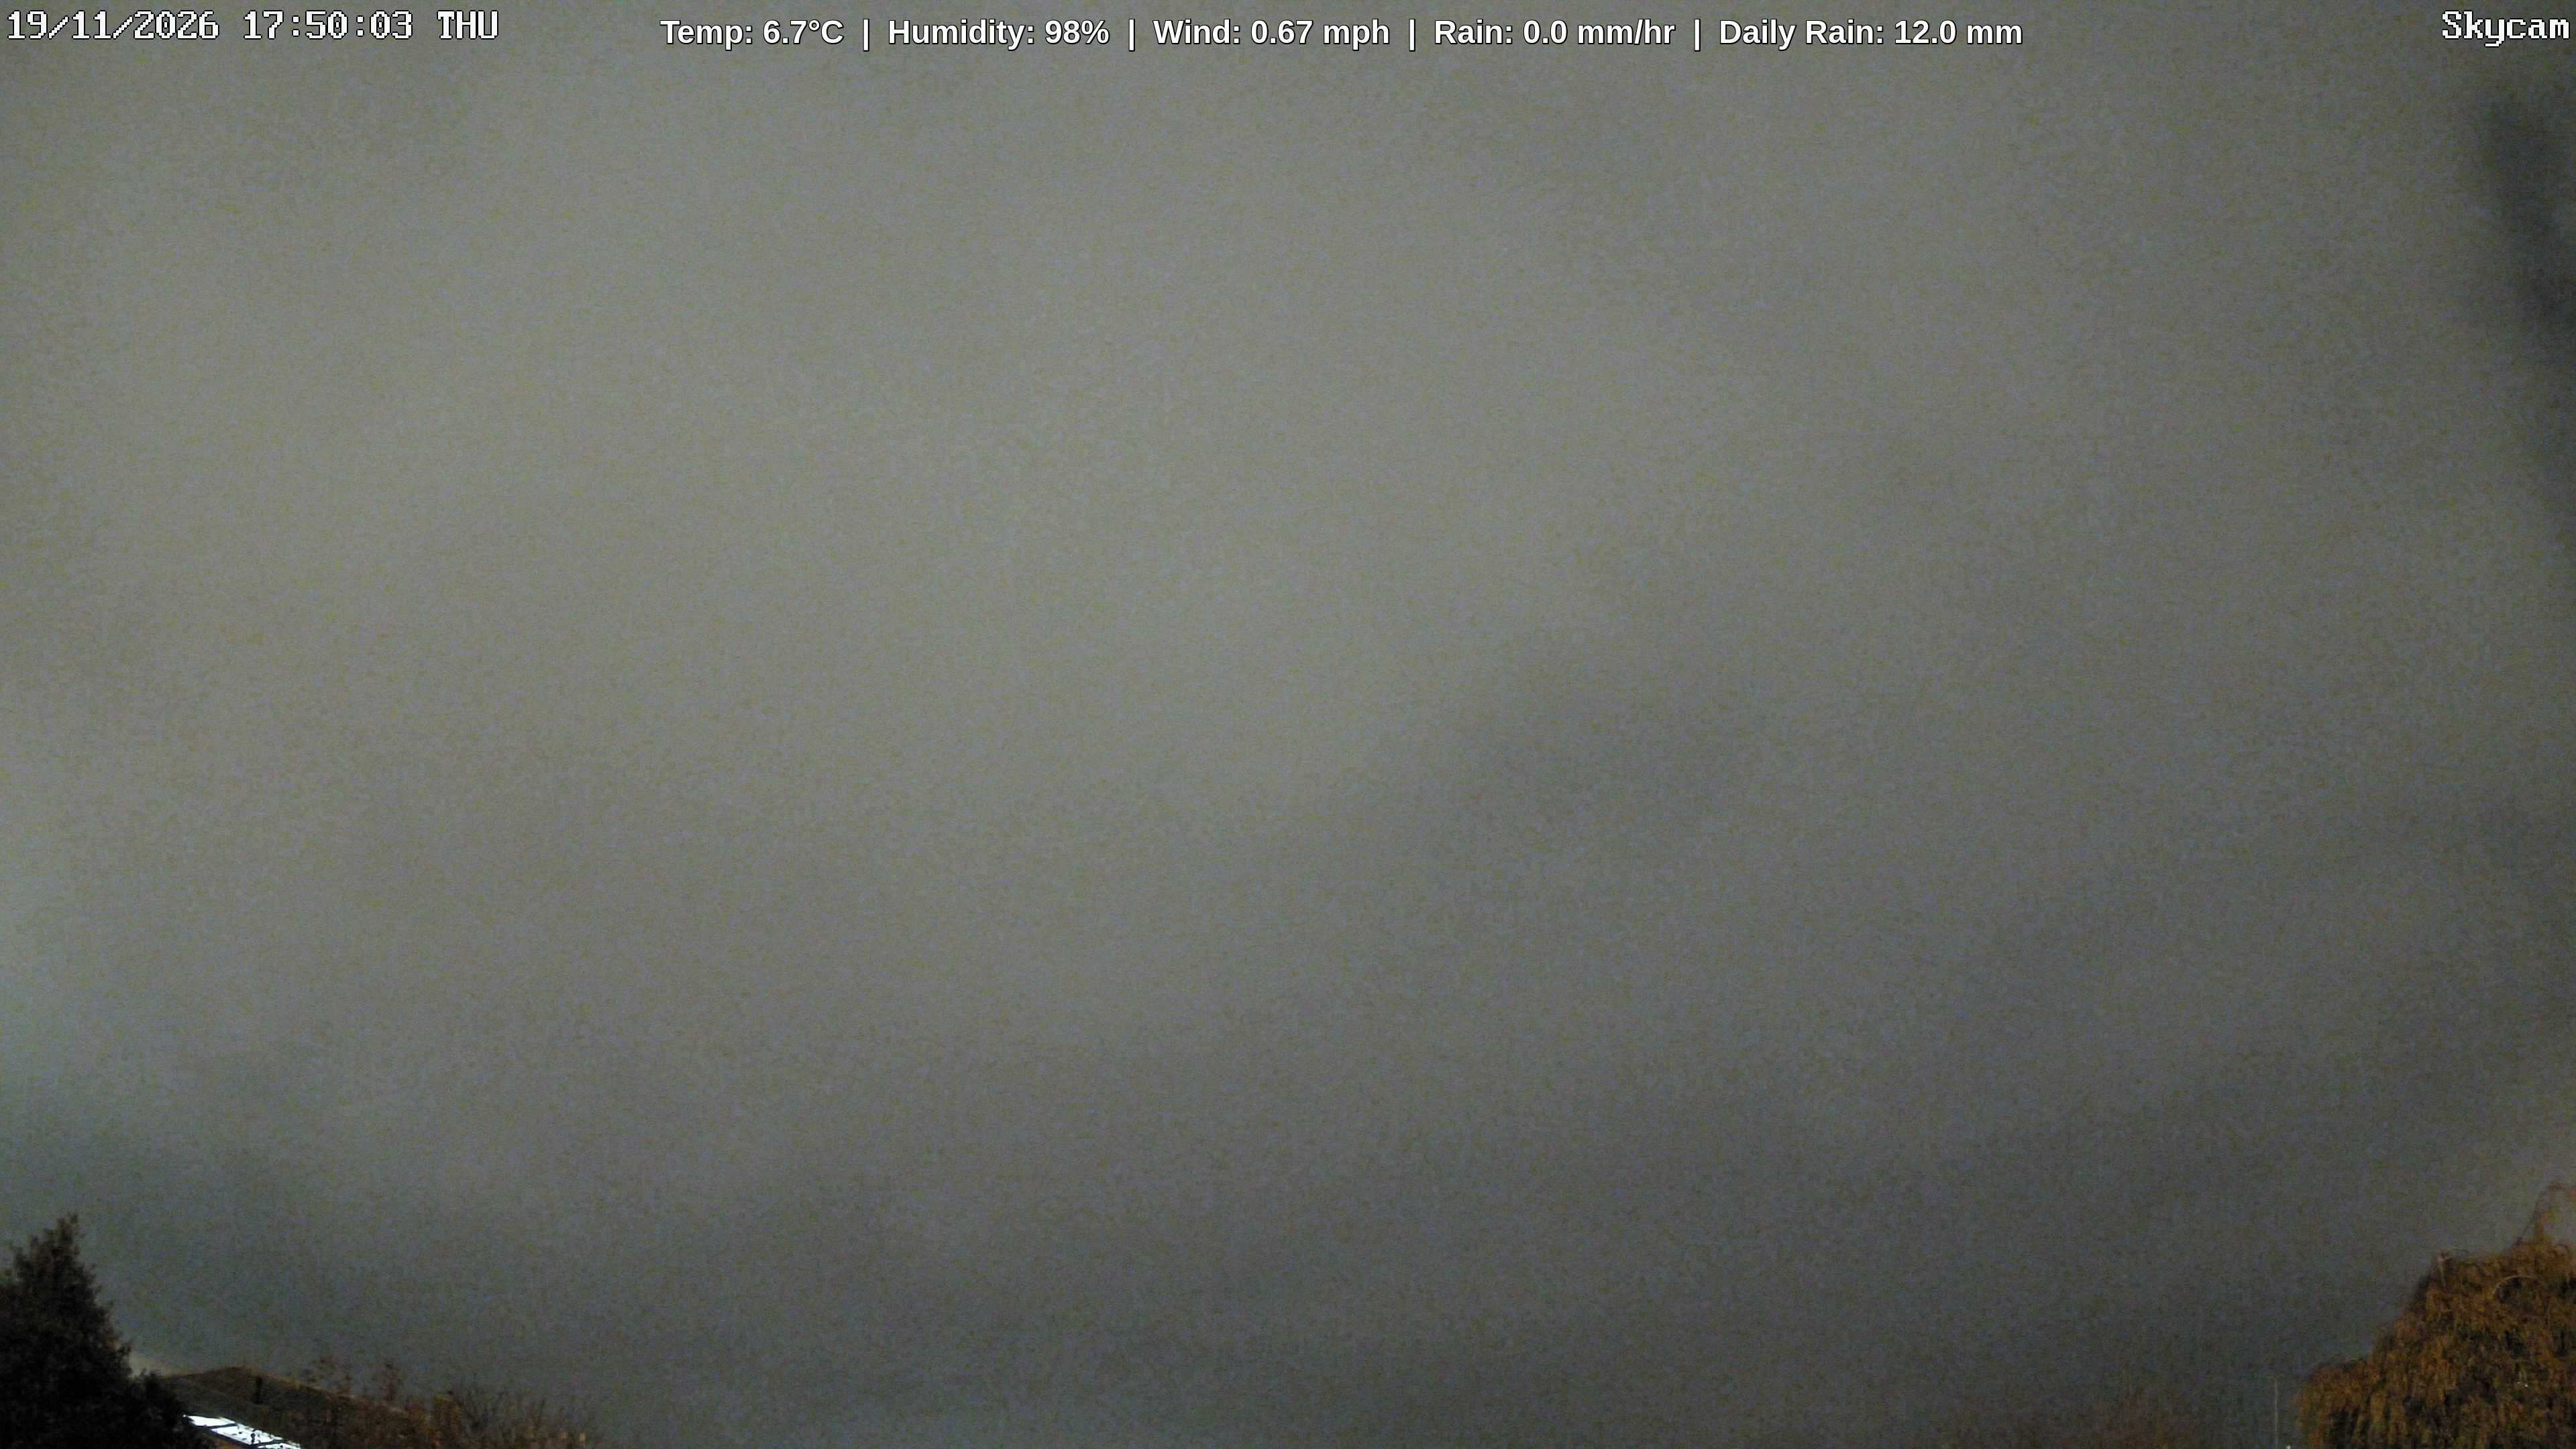 19/11/2026 17:50:03 THU
Temp: 6.7°C | Humidity: 98% | Wind: 0.67 mph | Rain: 0.0 mm/hr | Daily Rain: 12.0 mm
Skycam